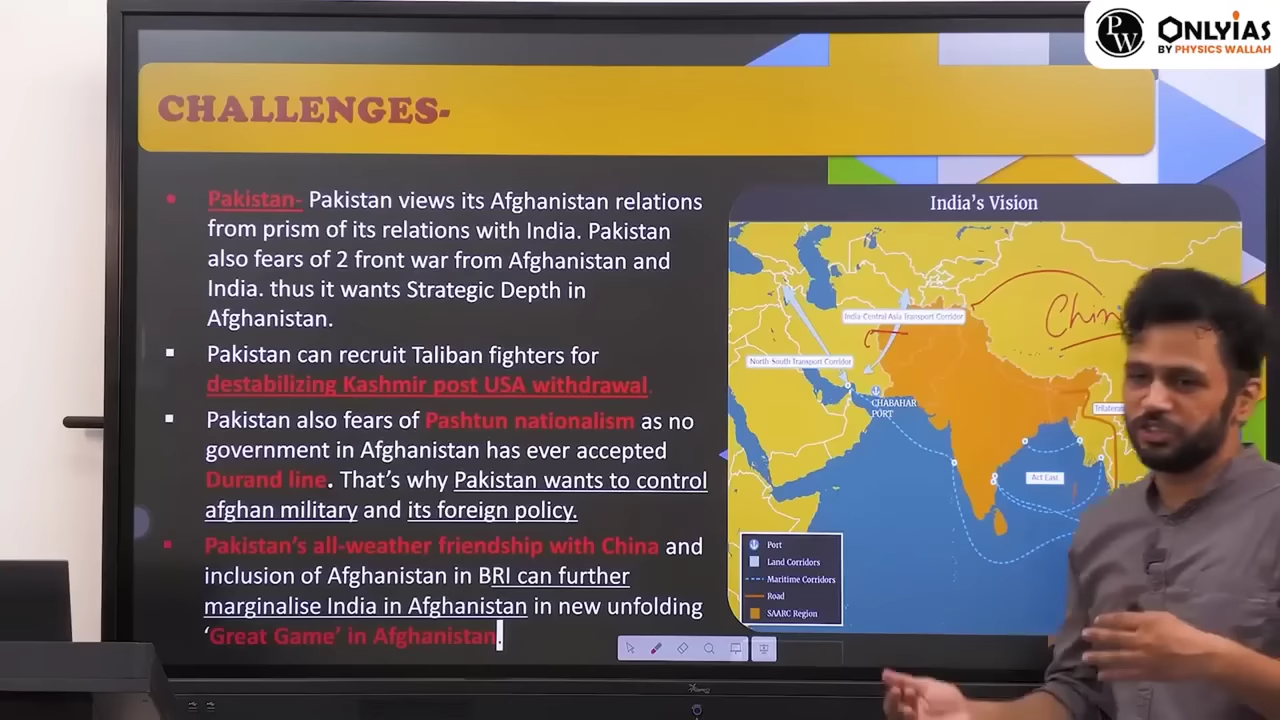 PW
ONLYIAS
BY PHYSICS WALLAH
CHALLENGES-
Pakistan- Pakistan views its Afghanistan relations
from prism of its relations with India. Pakistan
also fears of 2 front war from Afghanistan and
India. thus it wants Strategic Depth in
Afghanistan.
Pakistan can recruit Taliban fighters for
destabilizing Kashmir post USA withdrawal.
Pakistan also fears of Pashtun nationalism as no
government in Afghanistan has ever accepted
Durand line. That's why Pakistan wants to control
afghan military and its foreign policy.
Pakistan's all-weather friendship with China and
inclusion of Afghanistan in BRI can further
marginalise India in Afghanistan in new unfolding
'Great Game' in Afghanistan.
India's Vision
India-Central Asia Transport Corridor
North-South Transport Corridor
CHABAHAR
PORT
Act East
Port
Land Corridors
Maritime Corridors
Road
SAARC Region